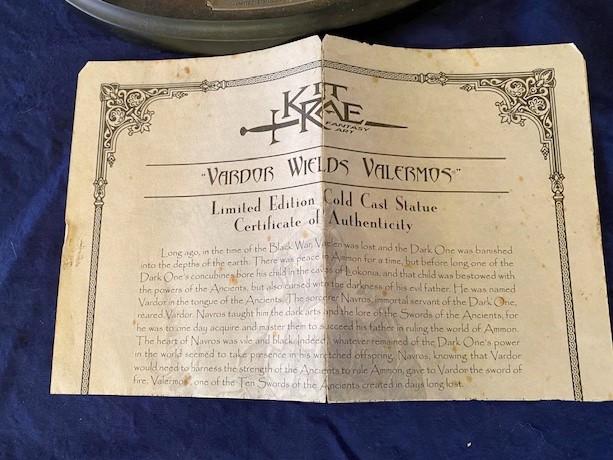 KIT
RAE
FANTASY
ART
"VARDOR WIELDS VALERMOS"
Limited Edition Cold Cast Statue
Certificate of Authenticity
Long ago, in the time of the Black War, Vaelen was lost and the Dark One was banished
into the depths of the earth. There was peace in Ammon for a time, but before long one of the
Dark One's concubines bore his child in the caves of Lokonia, and that child was bestowed with
the powers of the Ancients, but also cursed with the darkness of his evil father. He was named
Vardor in the tongue of the Ancients. The sorcerer Navros, immortal servant of the Dark One,
reared Vardor. Navros taught him the dark arts and the lore of the Swords of the Ancients, for
he was to one day acquire and master them to succeed his father in ruling the world of Ammon.
The heart of Navros was vile and black. Indeed, whatever remained of the Dark One's power
in the world seemed to take presence in his wretched offspring. Navros, knowing that Vardor
would need to harness the strength of the Ancients to rule Ammon, gave to Vardor the sword of
fire, Valermos, one of the Ten Swords of the Ancients created in days long lost.